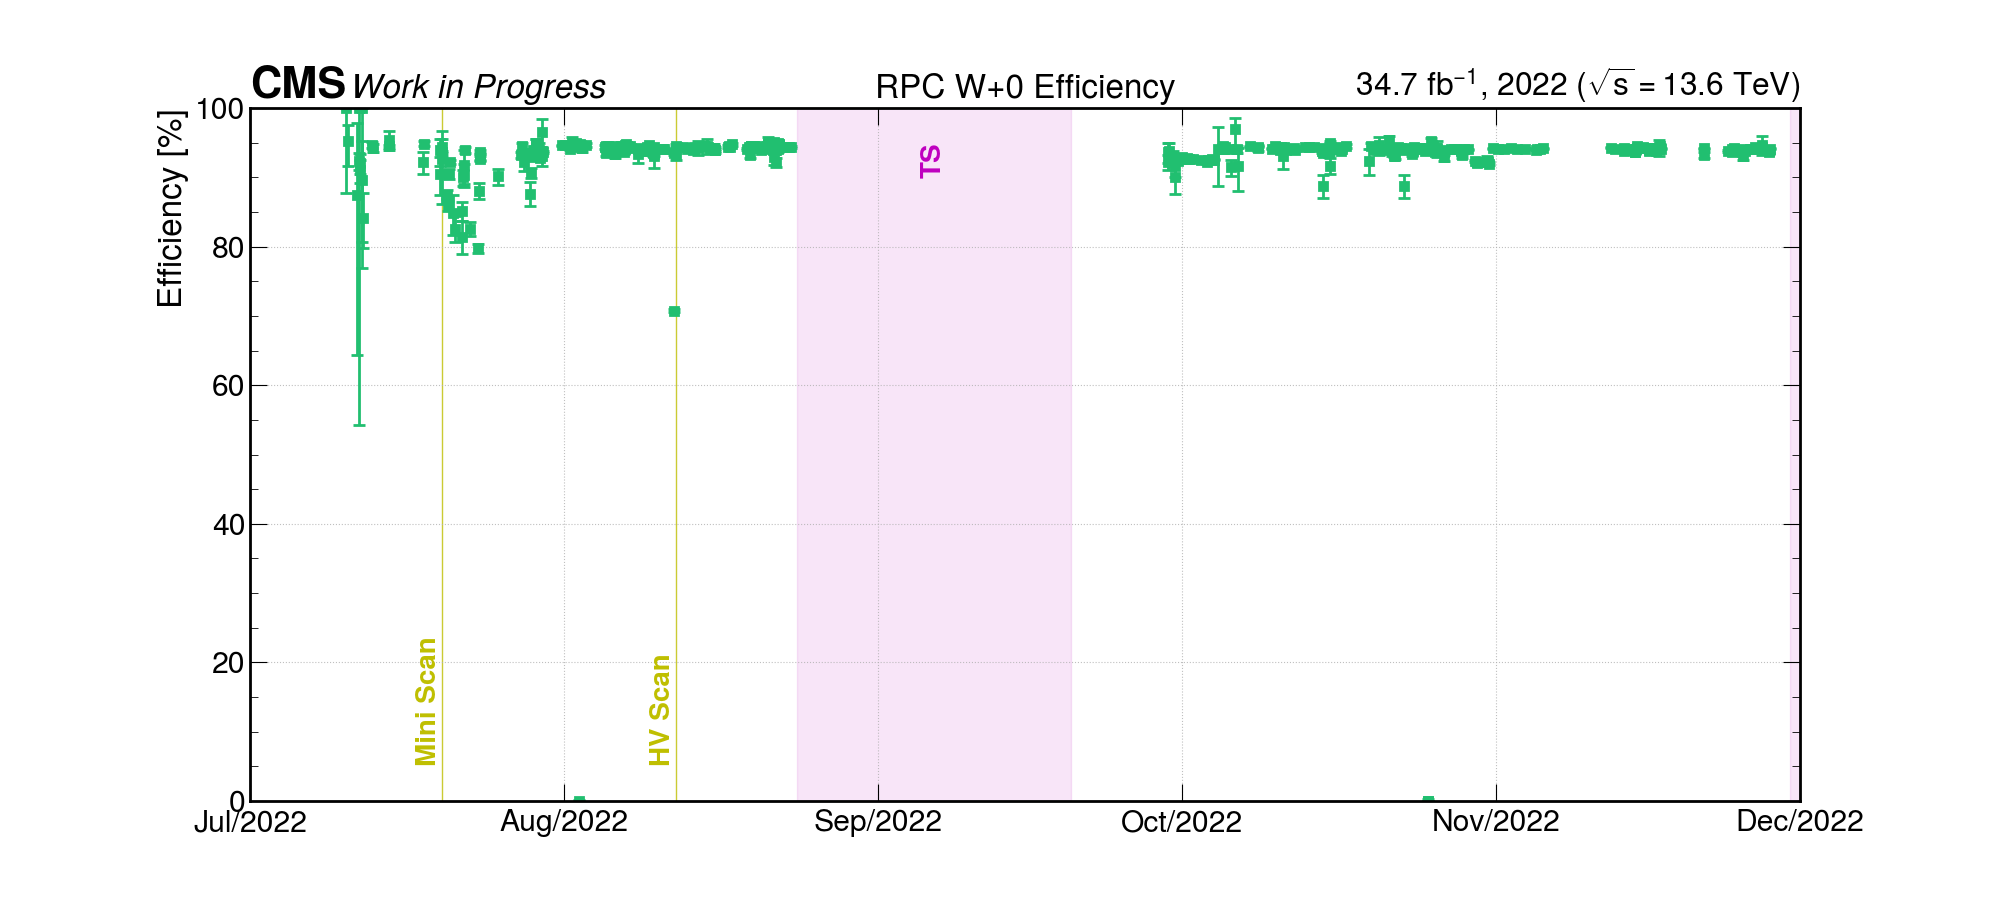 CMS Work in Progress RPC W+0 Efficiency 34.7 fb⁻¹, 2022 (√s = 13.6 TeV)
Efficiency [%]
100
80
60
40
20
0
TS
Mini Scan
HV Scan
Jul/2022 Aug/2022 Sep/2022 Oct/2022 Nov/2022 Dec/2022